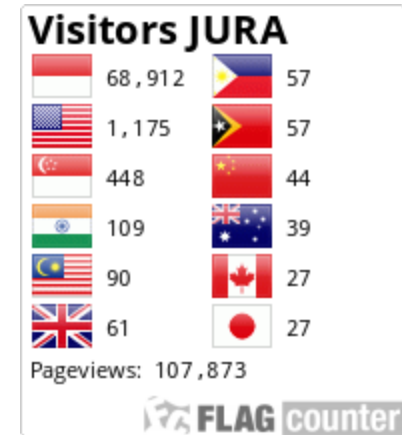 Visitors JURA
68,912 57
1,175 57
448 44
109 39
90 27
61 27
Pageviews: 107,873
FLAG counter